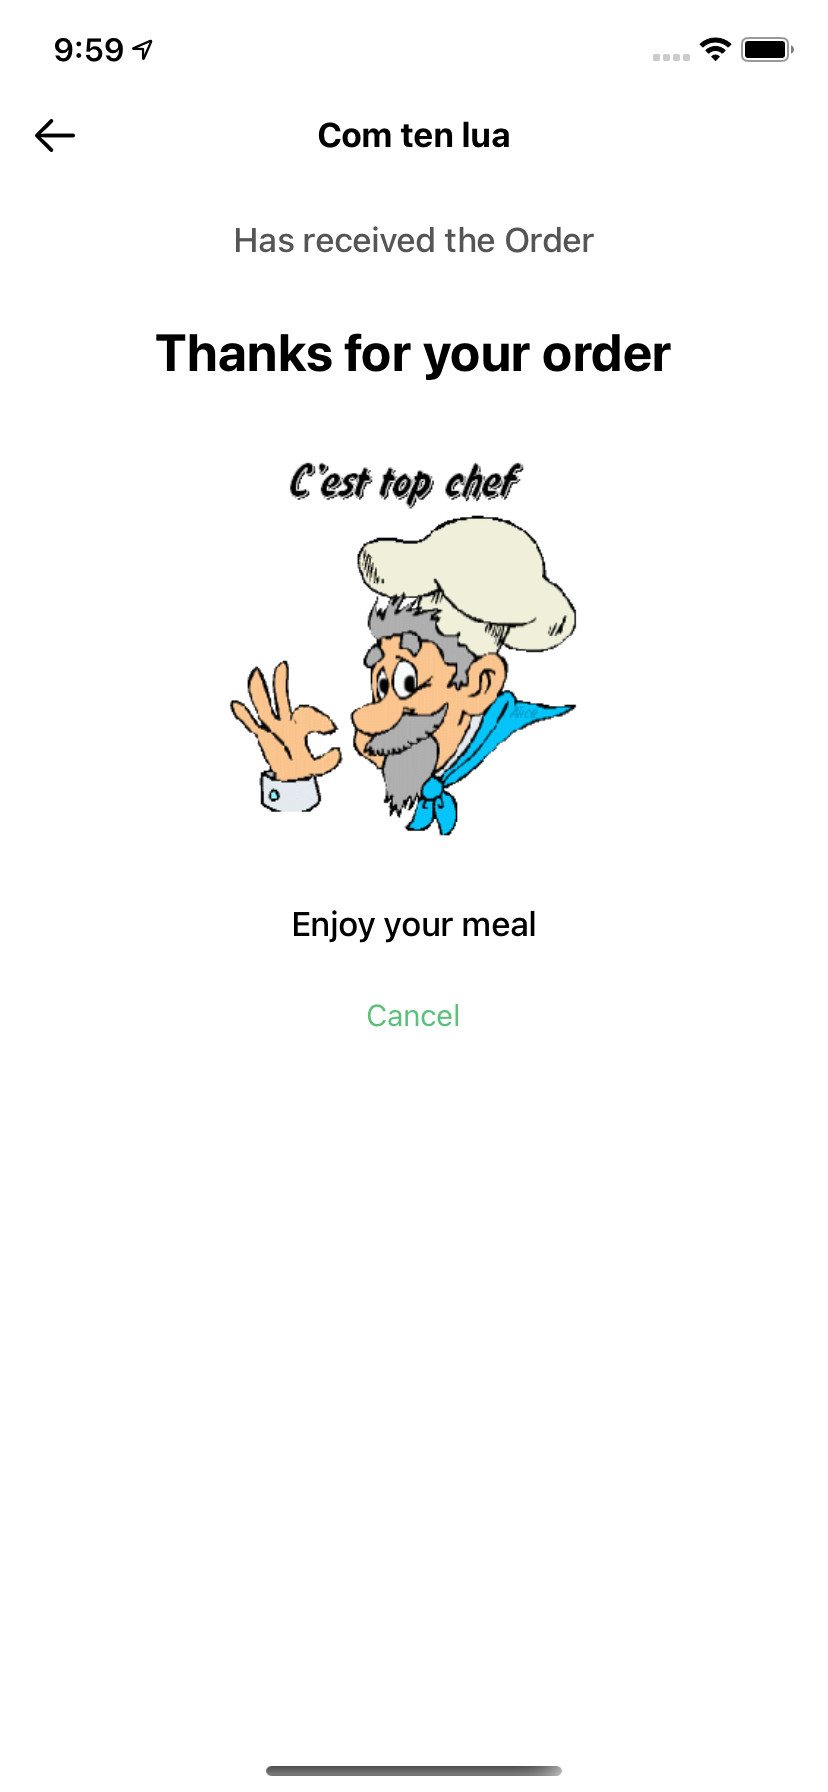 9:59
Com ten lua
Has received the Order
Thanks for your order
C'est top chef
Enjoy your meal
Cancel